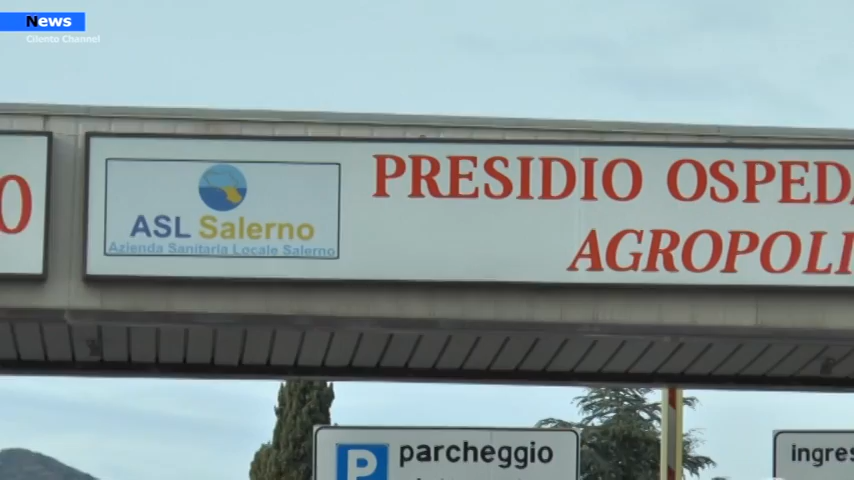 News
Cilento Channel
O
ASL Salerno
Azienda Sanitaria Locale Salerno
PRESIDIO OSPEDA
AGROPOLI
P parcheggio
ingres